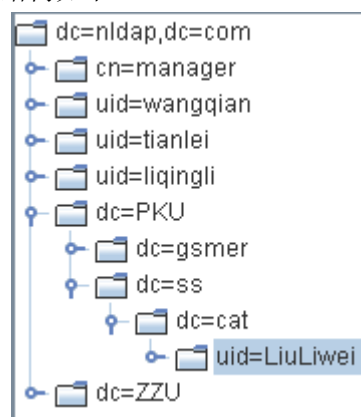 dc=nldap,dc=com
cn=manager
uid=wangqian
uid=tianlei
uid=liqingli
dc=PKU
dc=gsmer
dc=ss
dc=cat
uid=LiuLiwei
dc=ZZU